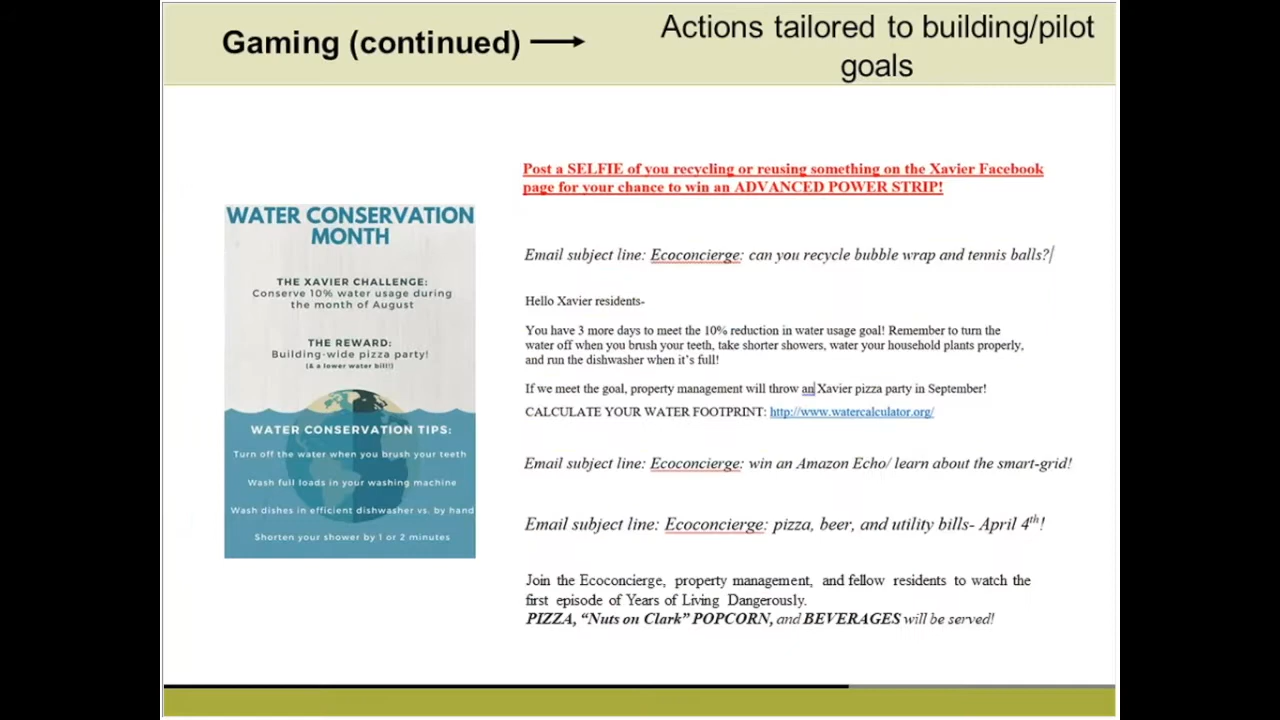 Gaming (continued)
Actions tailored to building/pilot
goals
WATER CONSERVATION
MONTH
THE XAVIER CHALLENGE:
Conserve 10% water usage during
the month of August
THE REWARD:
Building-wide pizza party!
(& a lower water bill!)
WATER CONSERVATION TIPS:
Turn off the water when you brush your teeth
Wash full loads in your washing machine
Wash dishes in efficient dishwasher vs. by hand
Shorten your shower by 1 or 2 minutes
Post a SELFIE of you recycling or reusing something on the Xavier Facebook
page for your chance to win an ADVANCED POWER STRIP!
Email subject line: Ecoconcierge: can you recycle bubble wrap and tennis balls?
Hello Xavier residents-
You have 3 more days to meet the 10% reduction in water usage goal! Remember to turn the
water off when you brush your teeth, take shorter showers, water your household plants properly,
and run the dishwasher when it's full!
If we meet the goal, property management will throw an Xavier pizza party in September!
CALCULATE YOUR WATER FOOTPRINT: http://www.watercalculator.org/
Email subject line: Ecoconcierge: win an Amazon Echo/ learn about the smart-grid!
Email subject line: Ecoconcierge: pizza, beer, and utility bills- April 4th!
Join the Ecoconcierge, property management, and fellow residents to watch the
first episode of Years of Living Dangerously.
PIZZA, “Nuts on Clark” POPCORN, and BEVERAGES will be served!